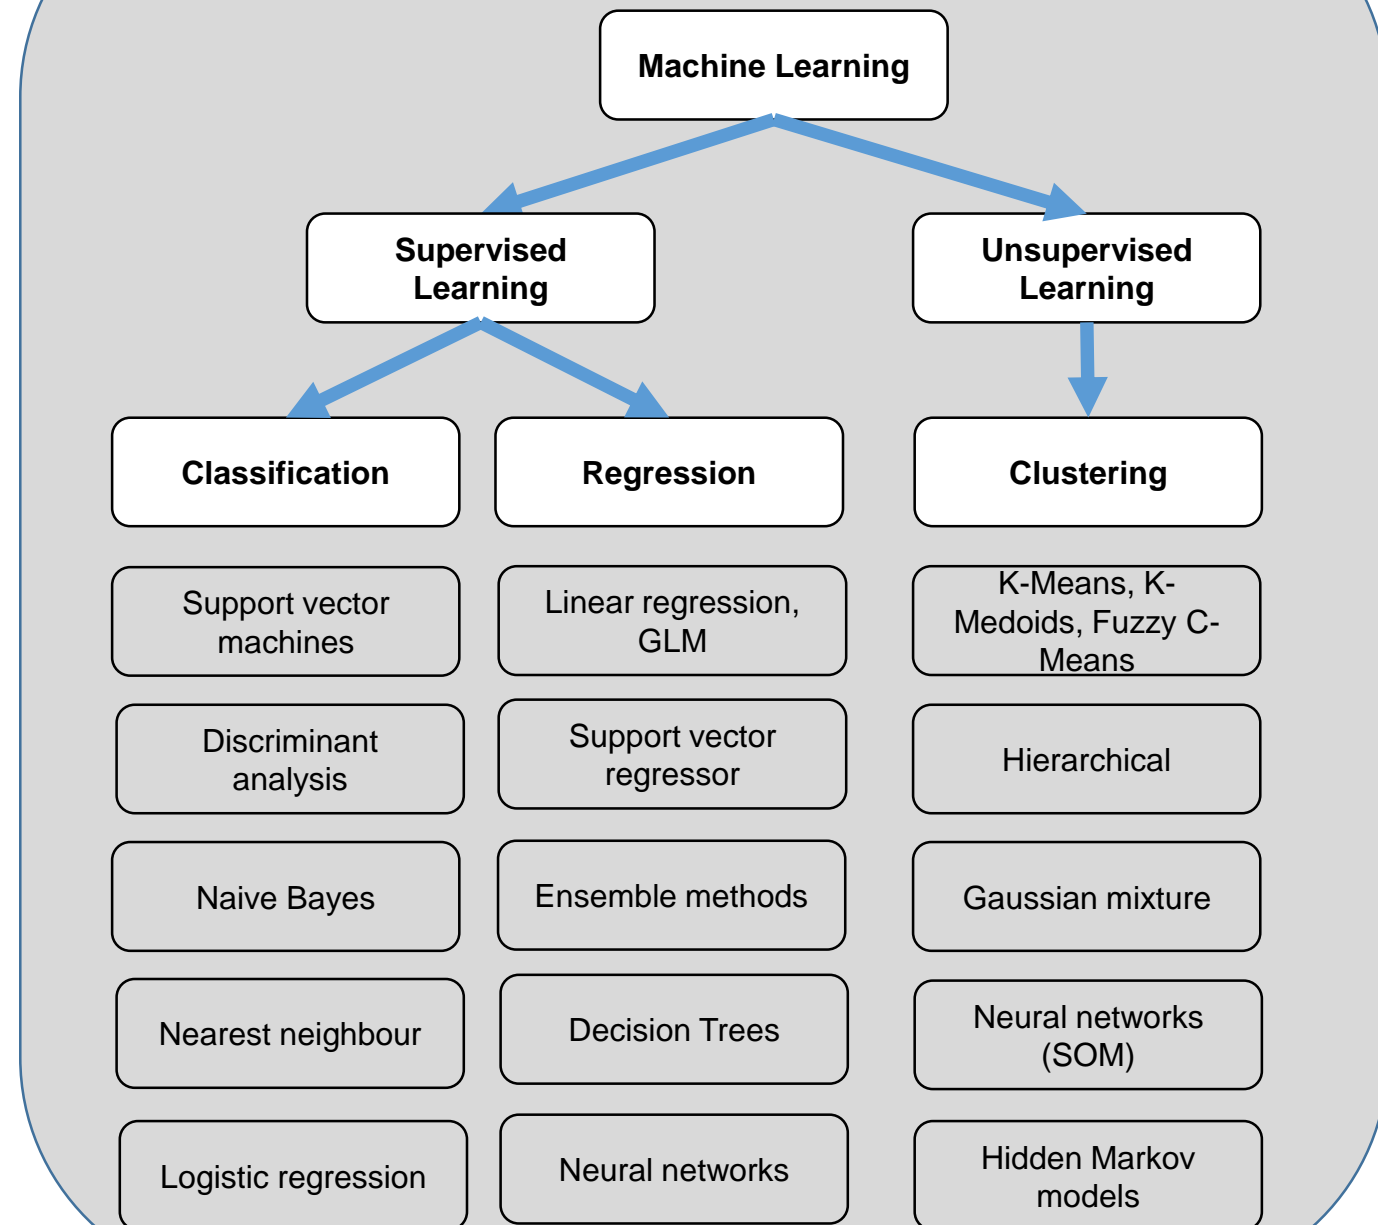 Machine Learning
Supervised
Learning
Unsupervised
Learning
Classification
Regression
Clustering
Support vector
machines
Linear regression,
GLM
K-Means, K-
Medoids, Fuzzy C-
Means
Discriminant
analysis
Support vector
regressor
Hierarchical
Naive Bayes
Ensemble methods
Gaussian mixture
Nearest neighbour
Decision Trees
Neural networks
(SOM)
Logistic regression
Neural networks
Hidden Markov
models